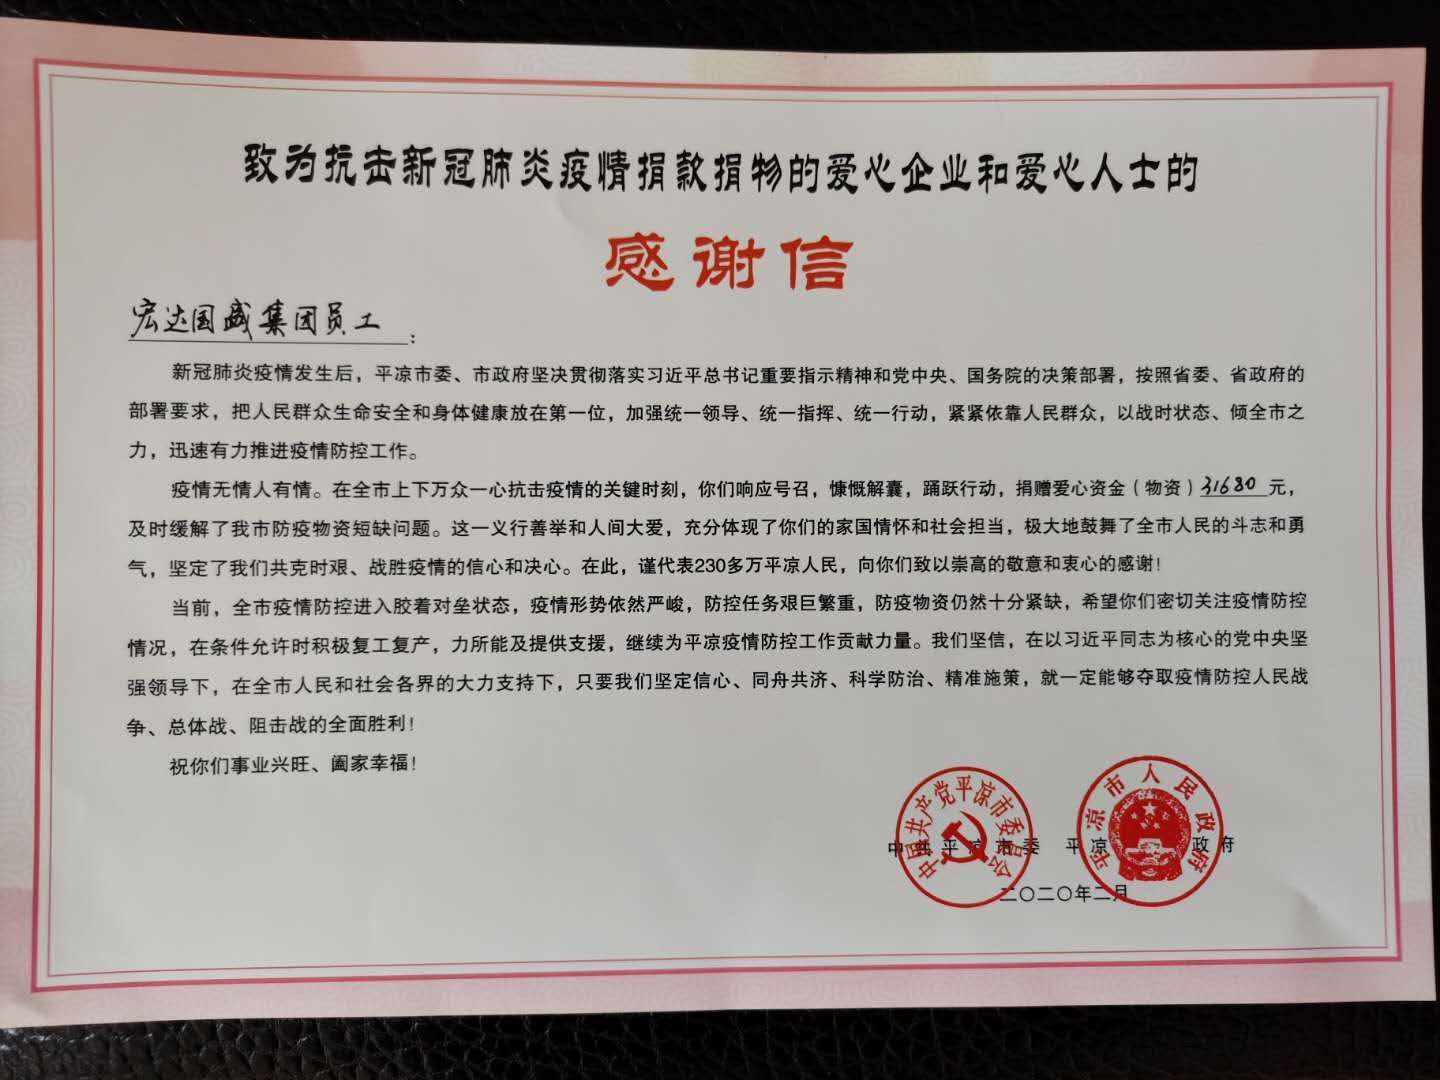 致为抗击新冠肺炎疫情捐款捐物的爱心企业和爱心人士的
感谢信
宏达国盛集团员工：
新冠肺炎疫情发生后，平凉市委、市政府坚决贯彻落实习近平总书记重要指示精神和党中央、国务院的决策部署，按照省委、省政府的
部署要求，把人民群众生命安全和身体健康放在第一位，加强统一领导、统一指挥、统一行动，紧紧依靠人民群众，以战时状态、倾全市之
力，迅速有力推进疫情防控工作。
疫情无情人有情。在全市上下万众一心抗击疫情的关键时刻，你们响应号召，慷慨解囊，踊跃行动，捐赠爱心资金（物资）31680元，
及时缓解了我市防疫物资短缺问题。这一义行善举和人间大爱，充分体现了你们的家国情怀和社会担当，极大地鼓舞了全市人民的斗志和勇
气，坚定了我们共克时艰、战胜疫情的信心和决心。在此，谨代表230多万平凉人民，向你们致以崇高的敬意和衷心的感谢！
当前，全市疫情防控进入胶着对垒状态，疫情形势依然严峻，防控任务艰巨繁重，防疫物资仍然十分紧缺，希望你们密切关注疫情防控
情况，在条件允许时积极复工复产，力所能及提供支援，继续为平凉疫情防控工作贡献力量。我们坚信，在以习近平同志为核心的党中央坚
强领导下，在全市人民和社会各界的大力支持下，只要我们坚定信心、同舟共济、科学防治、精准施策，就一定能够夺取疫情防控人民战
争、总体战、阻击战的全面胜利！
祝你们事业兴旺、阖家幸福！
中国共产党平凉市委员会
平凉市人民政府
中共平凉市委 平凉 政府
二〇二〇年二月